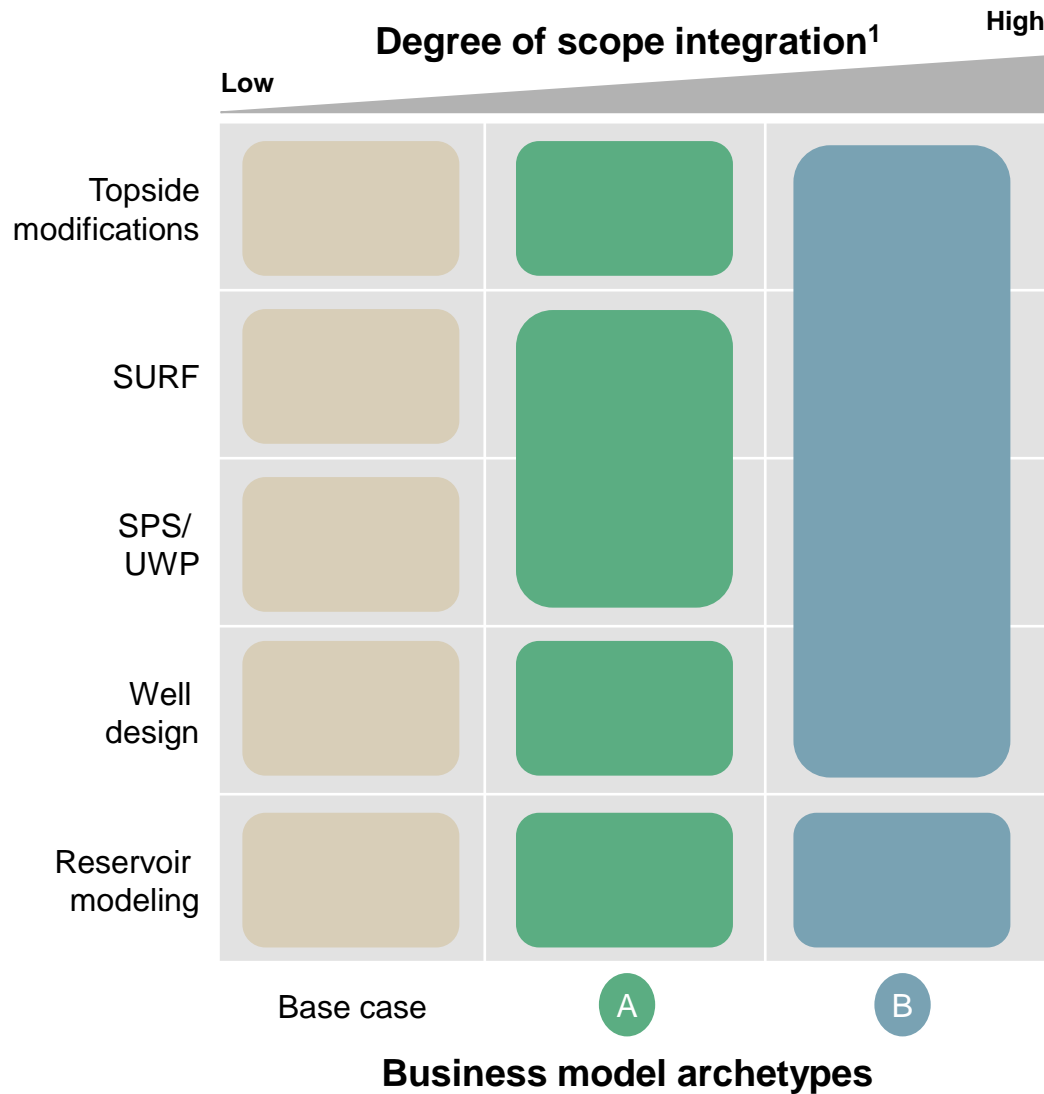 Degree of scope integration1
High
Low
Topside
modifications
SURF
SPS/
UWP
Well
design
Reservoir
modeling
Base case
A
B
Business model archetypes